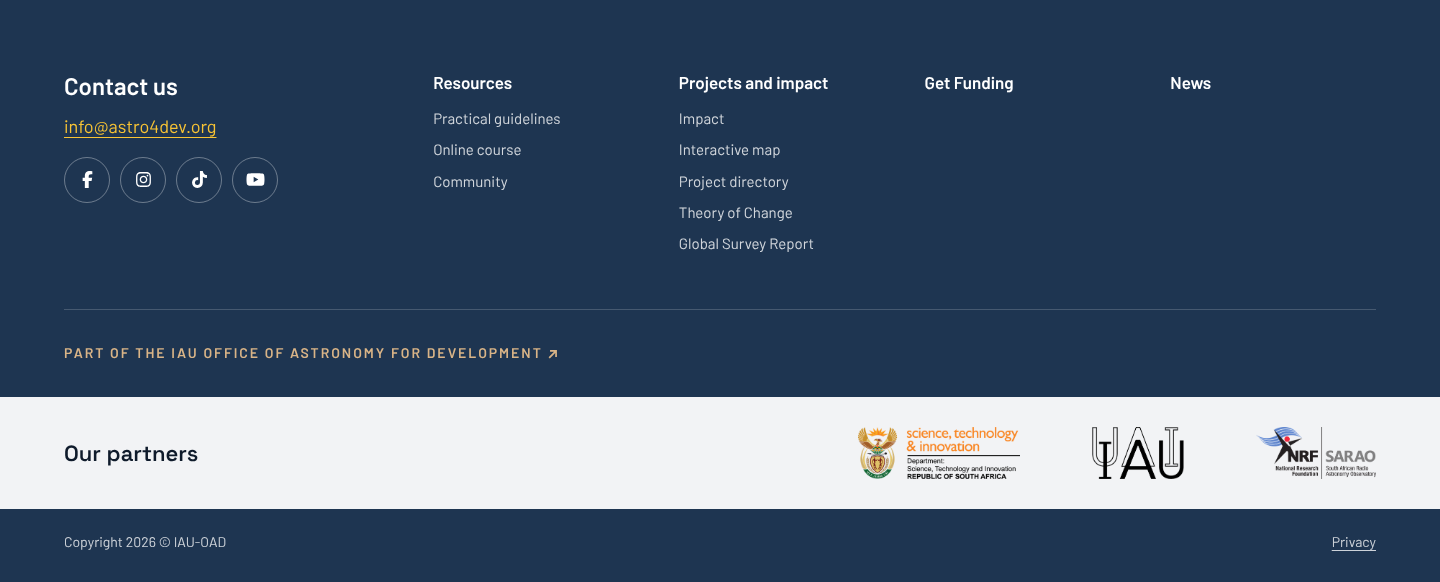 Contact us
info@astro4dev.org
Resources
Practical guidelines
Online course
Community
Projects and impact
Impact
Interactive map
Project directory
Theory of Change
Global Survey Report
Get Funding
News
PART OF THE IAU OFFICE OF ASTRONOMY FOR DEVELOPMENT
Our partners
science, technology
& innovation
Department:
Science, Technology and Innovation
REPUBLIC OF SOUTH AFRICA
IAU
NRF
National Research
Foundation
SARAO
South African Radio
Astronomy Observatory
Copyright 2026 © IAU-OAD
Privacy